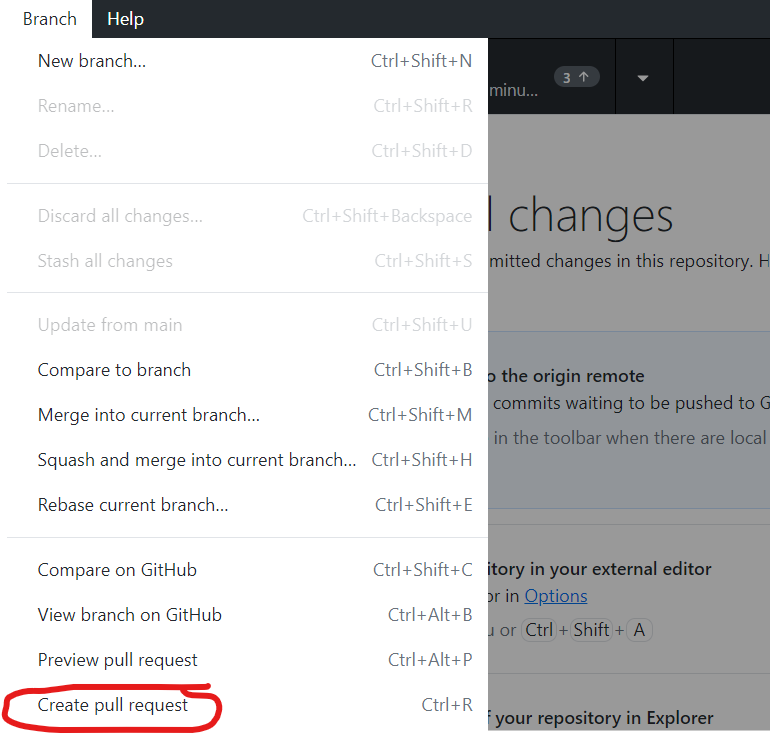 Branch Help
New branch... Ctrl+Shift+N
Rename... Ctrl+Shift+R
Delete... Ctrl+Shift+D
Discard all changes... Ctrl+Shift+Backspace
Stash all changes Ctrl+Shift+S
Update from main Ctrl+Shift+U
Compare to branch Ctrl+Shift+B
Merge into current branch... Ctrl+Shift+M
Squash and merge into current branch... Ctrl+Shift+H
Rebase current branch... Ctrl+Shift+E
Compare on GitHub Ctrl+Shift+C
View branch on GitHub Ctrl+Alt+B
Preview pull request Ctrl+Alt+P
Create pull request Ctrl+R
minu... 3 ↑
changes
mitted changes in this repository. H
o the origin remote
commits waiting to be pushed to G
in the toolbar when there are local
itory in your external editor
or in Options
u or Ctrl + Shift + A
f your repository in Explorer